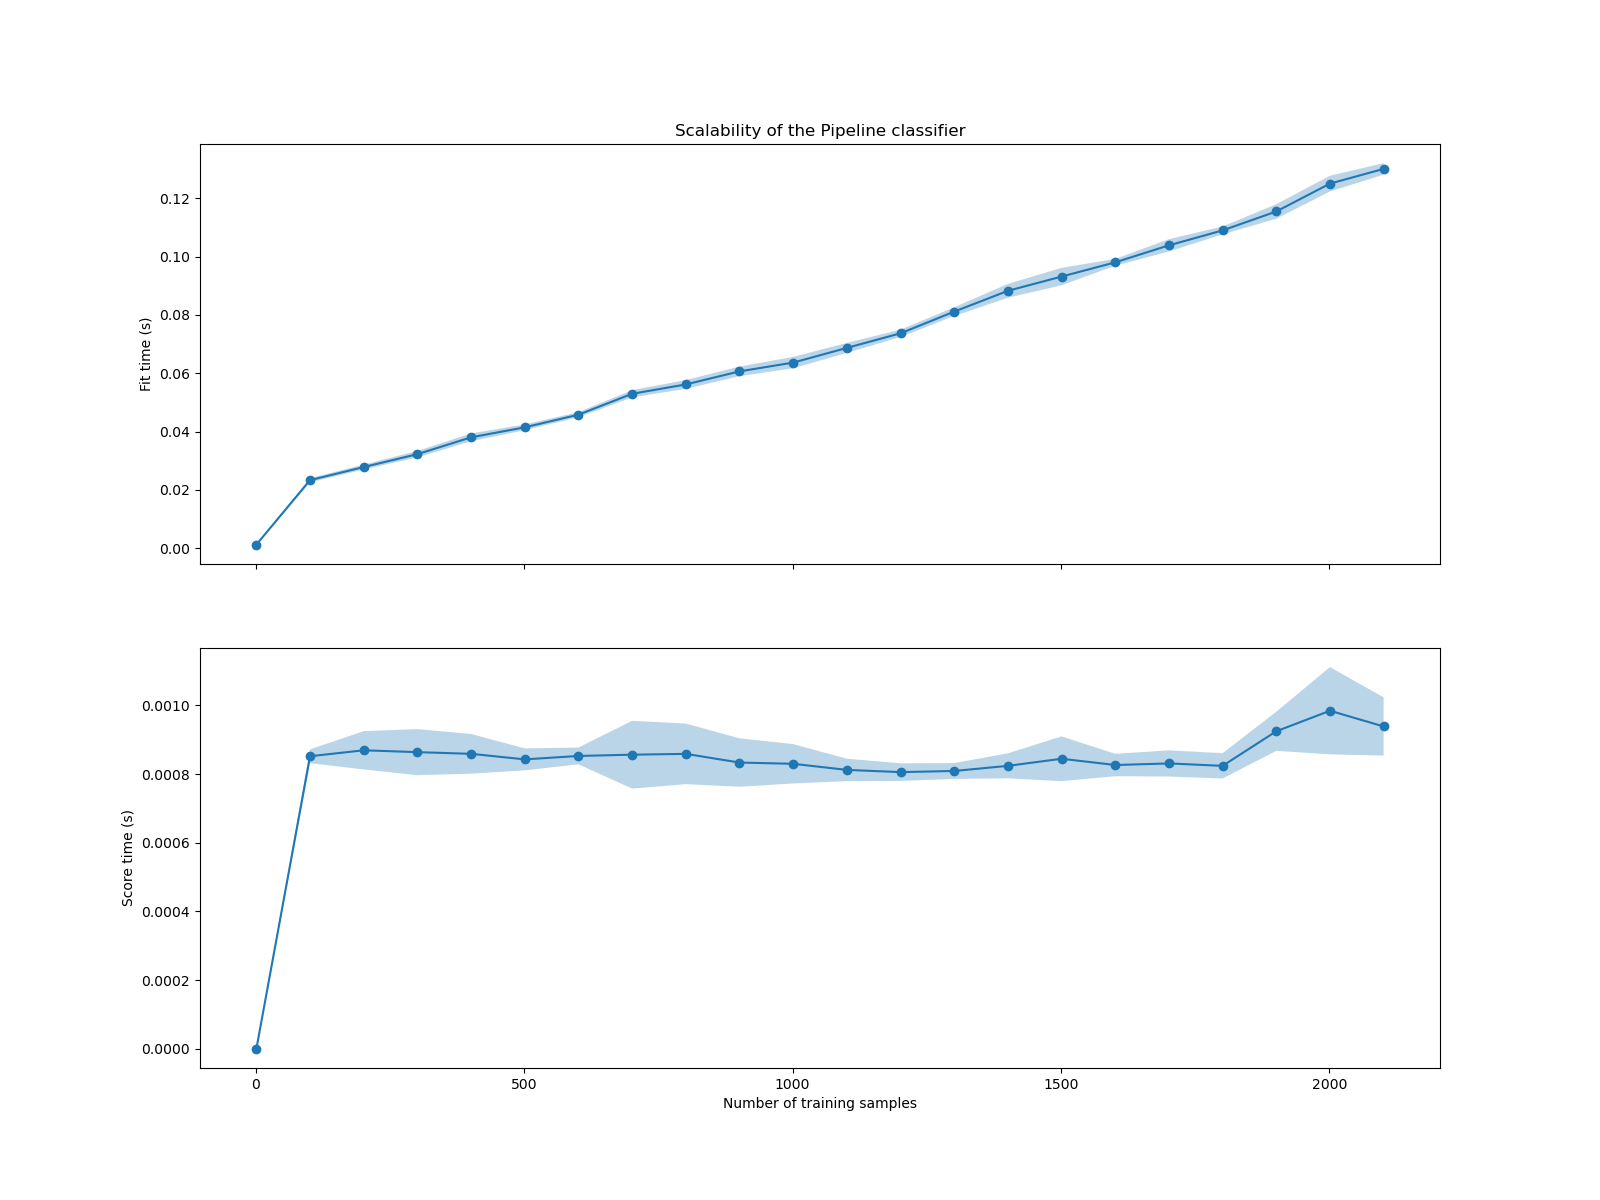 Scalability of the Pipeline classifier
0.12
0.10
0.08
0.06
0.04
0.02
0.00
Fit time (s)
0.0010
0.0008
0.0006
0.0004
0.0002
0.0000
Score time (s)
0 500 1000 1500 2000
Number of training samples